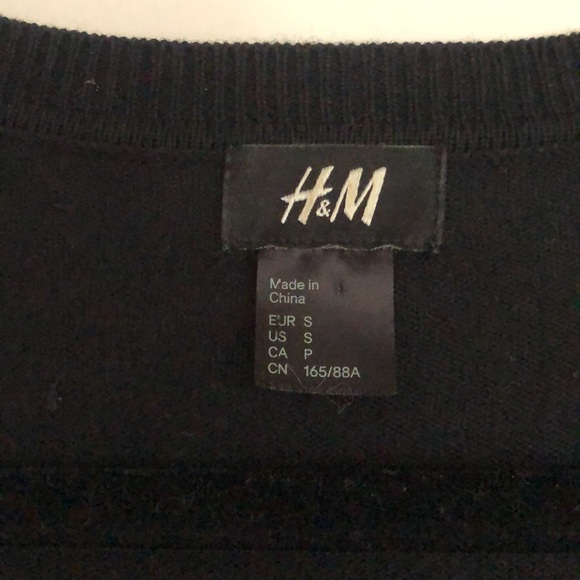 H&M
Made in
China
EUR S
US S
CA P
CN 165/88A